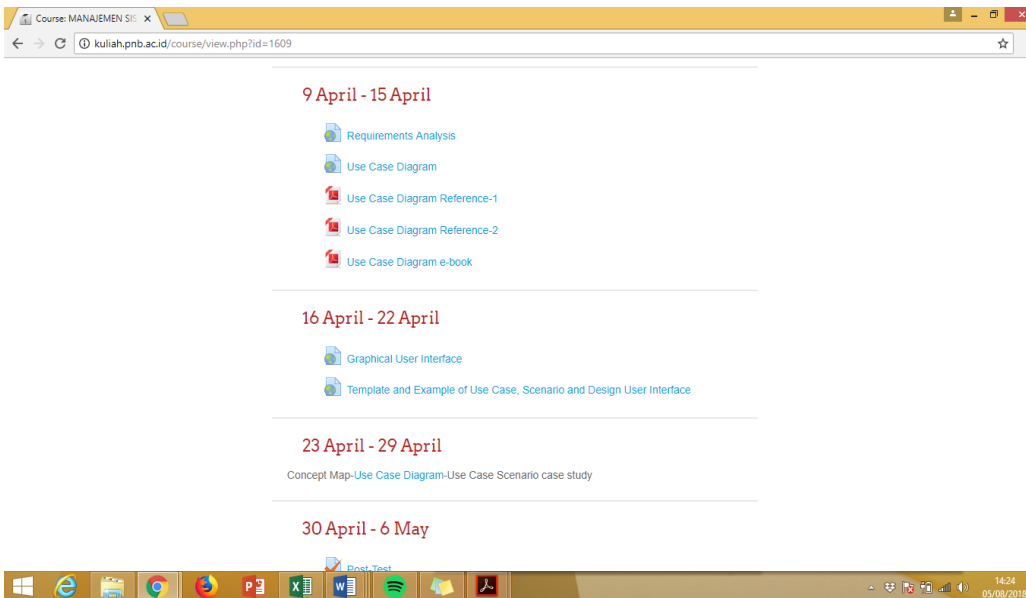 Course: MANAJEMEN SIS
kuliah.pnb.ac.id/course/view.php?id=1609
9 April - 15 April
Requirements Analysis
Use Case Diagram
Use Case Diagram Reference-1
Use Case Diagram Reference-2
Use Case Diagram e-book
16 April - 22 April
Graphical User Interface
Template and Example of Use Case, Scenario and Design User Interface
23 April - 29 April
Concept Map-Use Case Diagram-Use Case Scenario case study
30 April - 6 May
Post-Test
14:24
05/08/2018